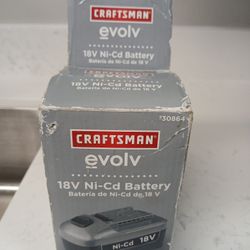 CRAFTSMAN
evolv
18V Ni-Cd Battery
Batería de Ni-Cd de 18 V
*30864
CRAFTSMAN
evolv
18V Ni-Cd Battery
Batería de Ni-Cd de 18 V
Ni-Cd 18V